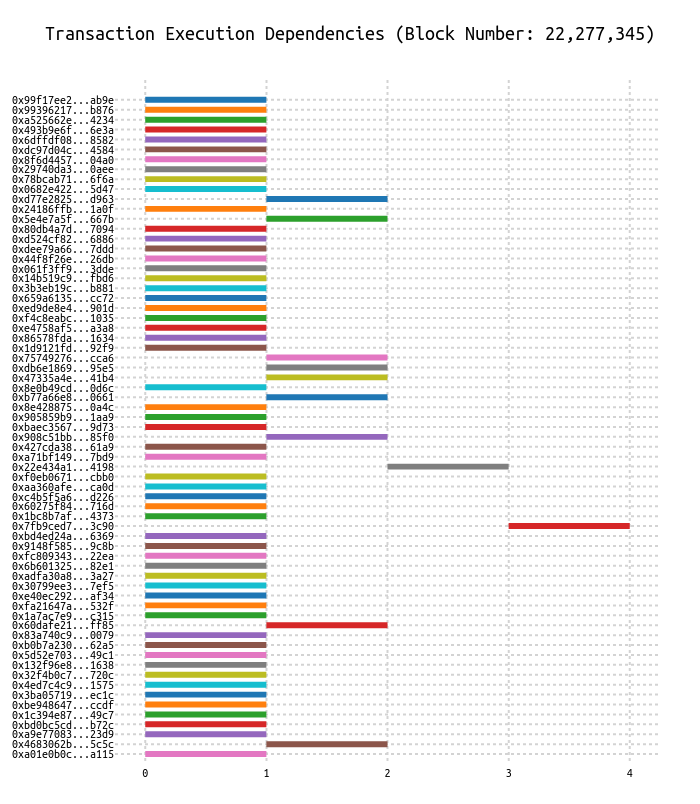 Transaction Execution Dependencies (Block Number: 22,277,345)
0x99f17ee2...ab9e
0x99396217...b876
0xa525662e...4234
0x493b9e6f...6e3a
0x6dffdf08...8582
0xdc97d04c...4584
0x8f6d4457...04a0
0x29740da3...0aee
0x78bcab71...6f6a
0x0682e422...5d47
0xd77e2825...d963
0x24186ffb...1a0f
0x5e4e7a5f...667b
0x80db4a7d...7094
0xd524cf82...6886
0xdee79a66...7ddd
0x44f8f26e...26db
0x061f3ff9...3dde
0x14b519c9...fbd6
0x3b3eb19c...b881
0x659a6135...cc72
0xed9de8e4...901d
0xf4c8eabc...1035
0xe4758af5...a3a8
0x86578fda...1634
0x1d9121fd...92f9
0x75749276...cca6
0xdb6e1869...95e5
0x47335a4e...41b4
0x8e0b49cd...0d6c
0xb77a66e8...0661
0x8e428875...0a4c
0x905859b9...1aa9
0xbaec3567...9d73
0x908c51bb...85f0
0x427cda38...61a9
0xa71bf149...7bd9
0x22e434a1...4198
0xf0eb0671...cbb0
0xaa360afe...ca0d
0xc4b5f5a6...d226
0x60275f84...716d
0x1bc8b7af...4373
0x7fb9ced7...3c90
0xbd4ed24a...6369
0x9148f585...9c8b
0xfc809343...22ea
0x6b601325...82e1
0xadfa30a8...3a27
0x30799ee3...7ef5
0xe40ec292...af34
0xfa21647a...532f
0x1a7ac7e9...c315
0x60dafe21...ff85
0x83a740c9...0079
0xb0b7a230...62a5
0x5d52e703...49c1
0x132f96e8...1638
0x32f4b0c7...720c
0x4ed7c4c9...1575
0x3ba05719...ec1c
0xbe948647...ccdf
0x1c394e87...49c7
0xbd0bc5cd...b72c
0xa9e77083...23d9
0x4683062b...5c5c
0xa01e0b0c...a115
0 1 2 3 4